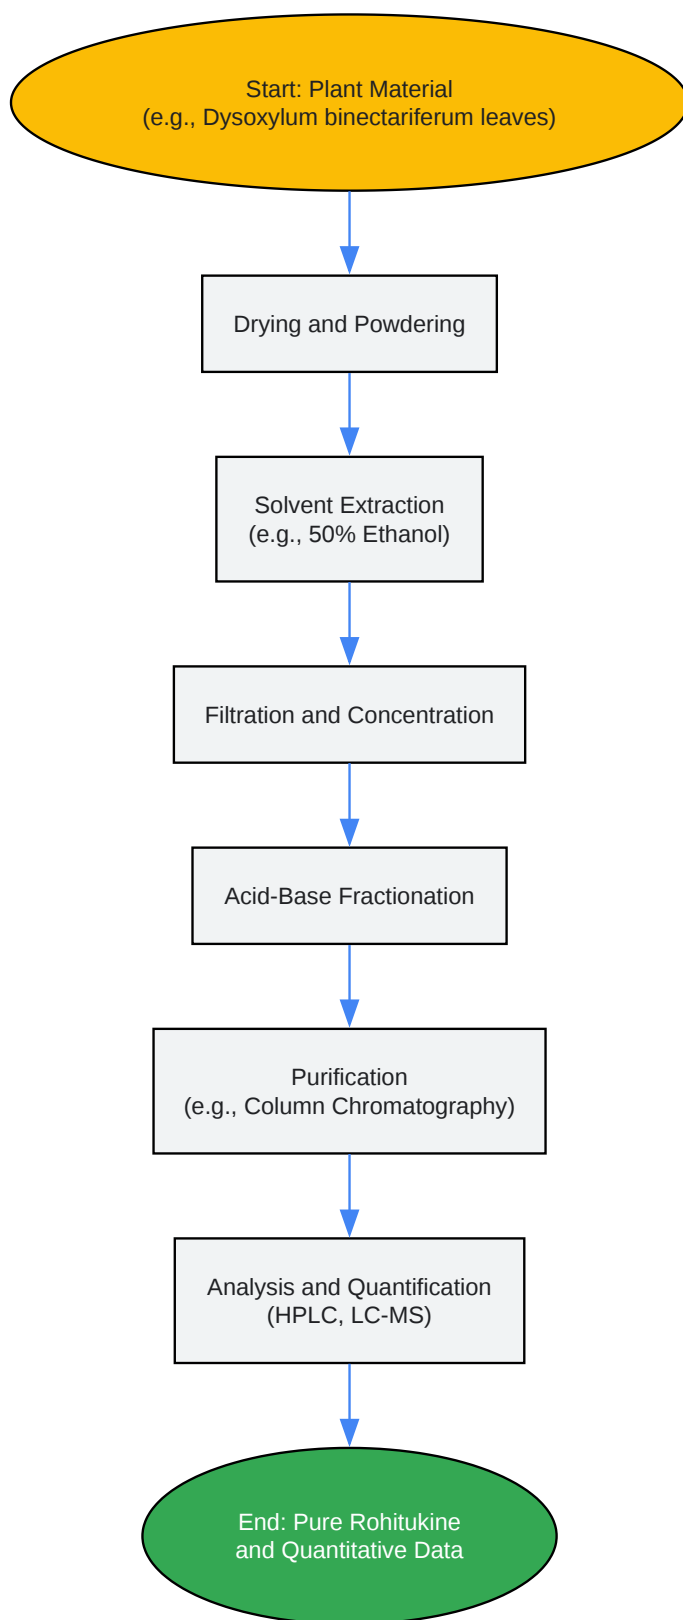 Start: Plant Material
(e.g., Dysoxylum binectariferum leaves)
Drying and Powdering
Solvent Extraction
(e.g., 50% Ethanol)
Filtration and Concentration
Acid-Base Fractionation
Purification
(e.g., Column Chromatography)
Analysis and Quantification
(HPLC, LC-MS)
End: Pure Rohitukine
and Quantitative Data